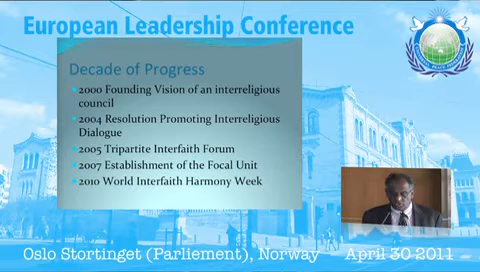 European Leadership Conference
Decade of Progress
2000 Founding Vision of an interreligious
council
2004 Resolution Promoting Interreligious
Dialogue
2005 Tripartite Interfaith Forum
2007 Establishment of the Focal Unit
2010 World Interfaith Harmony Week
Oslo Stortinget (Parliement), Norway April 30 2011